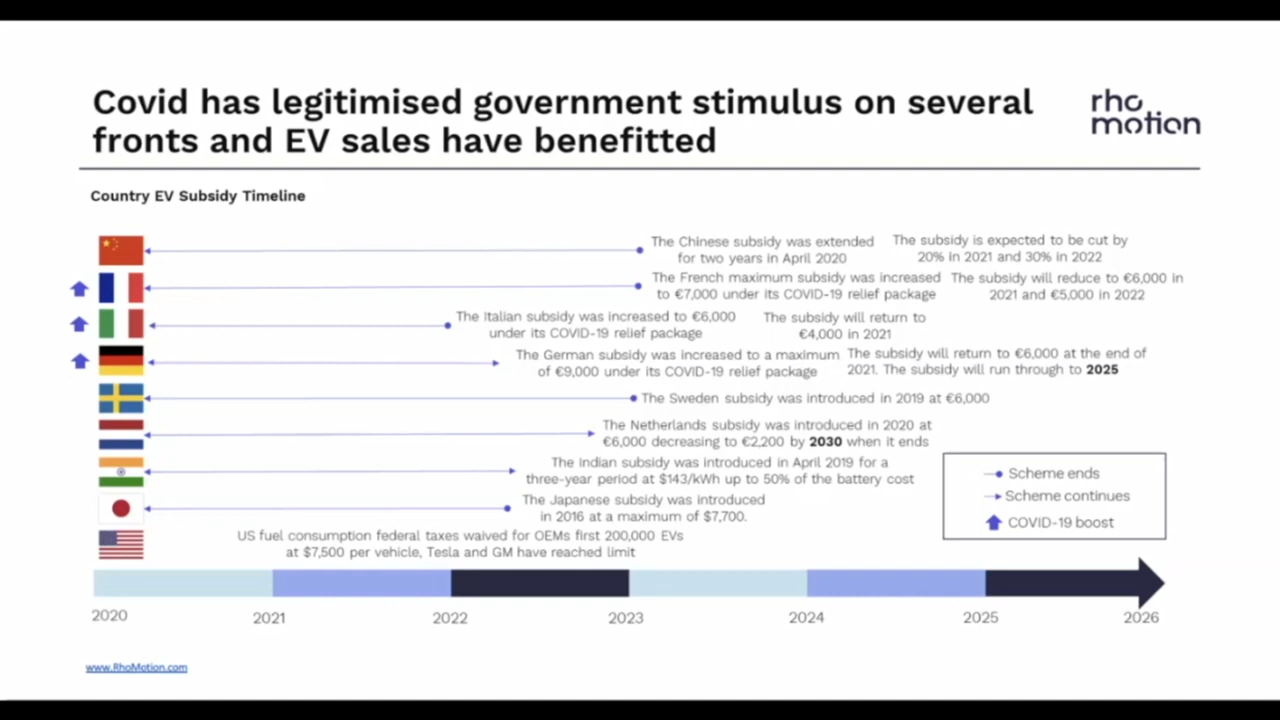 Covid has legitimised government stimulus on several
fronts and EV sales have benefitted
rho
motion
Country EV Subsidy Timeline
The Chinese subsidy was extended
for two years in April 2020
The subsidy is expected to be cut by
20% in 2021 and 30% in 2022
The French maximum subsidy was increased
to €7,000 under its COVID-19 relief package
The subsidy will reduce to €6,000 in
2021 and €5,000 in 2022
The Italian subsidy was increased to €6,000
under its COVID-19 relief package
The subsidy will return to
€4,000 in 2021
The German subsidy was increased to a maximum
of €9,000 under its COVID-19 relief package
The subsidy will return to €6,000 at the end of
2021. The subsidy will run through to 2025
The Sweden subsidy was introduced in 2019 at €6,000
The Netherlands subsidy was introduced in 2020 at
€6,000 decreasing to €2,200 by 2030 when it ends
The Indian subsidy was introduced in April 2019 for a
three-year period at $143/kWh up to 50% of the battery cost
The Japanese subsidy was introduced
in 2016 at a maximum of $7,700.
US fuel consumption federal taxes waived for OEMs first 200,000 EVs
at $7,500 per vehicle, Tesla and GM have reached limit
Scheme ends
Scheme continues
COVID-19 boost
2020
2021
2022
2023
2024
2025
2026
www.RhoMotion.com